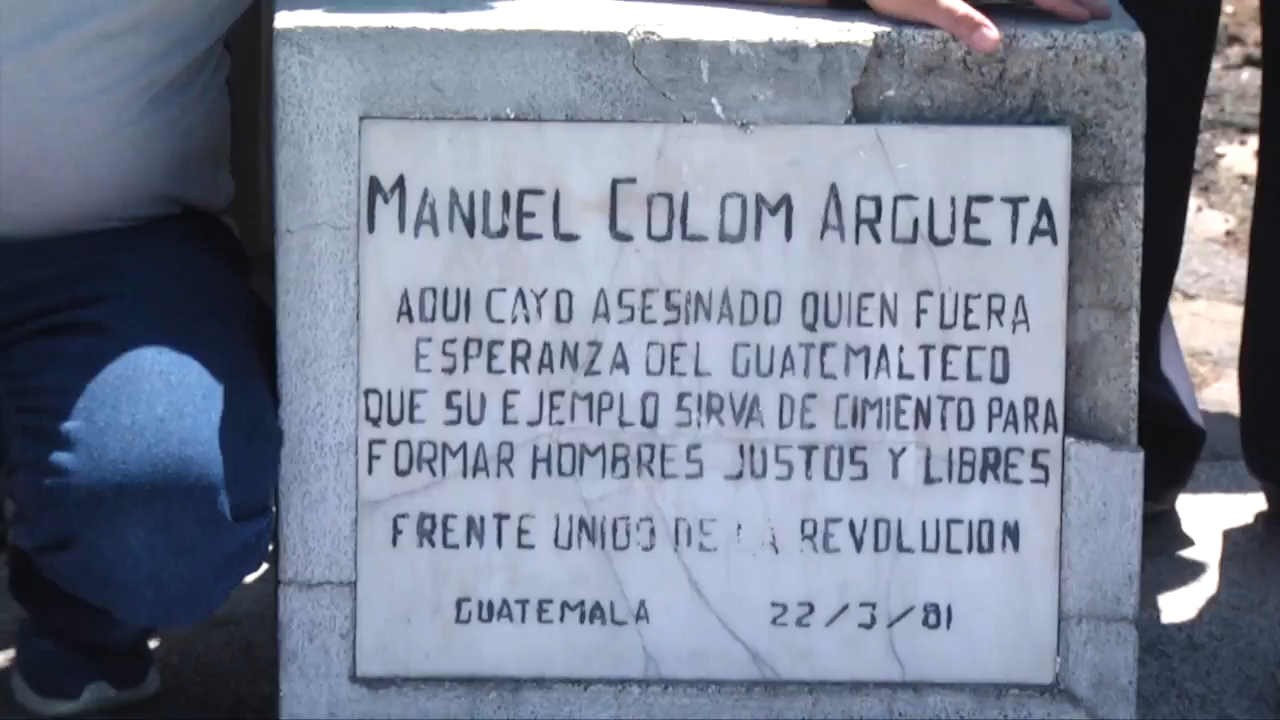 MANUEL COLOM ARGUETA
AQUI CAYO ASESINADO QUIEN FUERA
ESPERANZA DEL GUATEMALTECO
QUE SU EJEMPLO SIRVA DE CIMIENTO PARA
FORMAR HOMBRES JUSTOS Y LIBRES
FRENTE UNIDO DE LA REVOLUCION
GUATEMALA 22/3/81